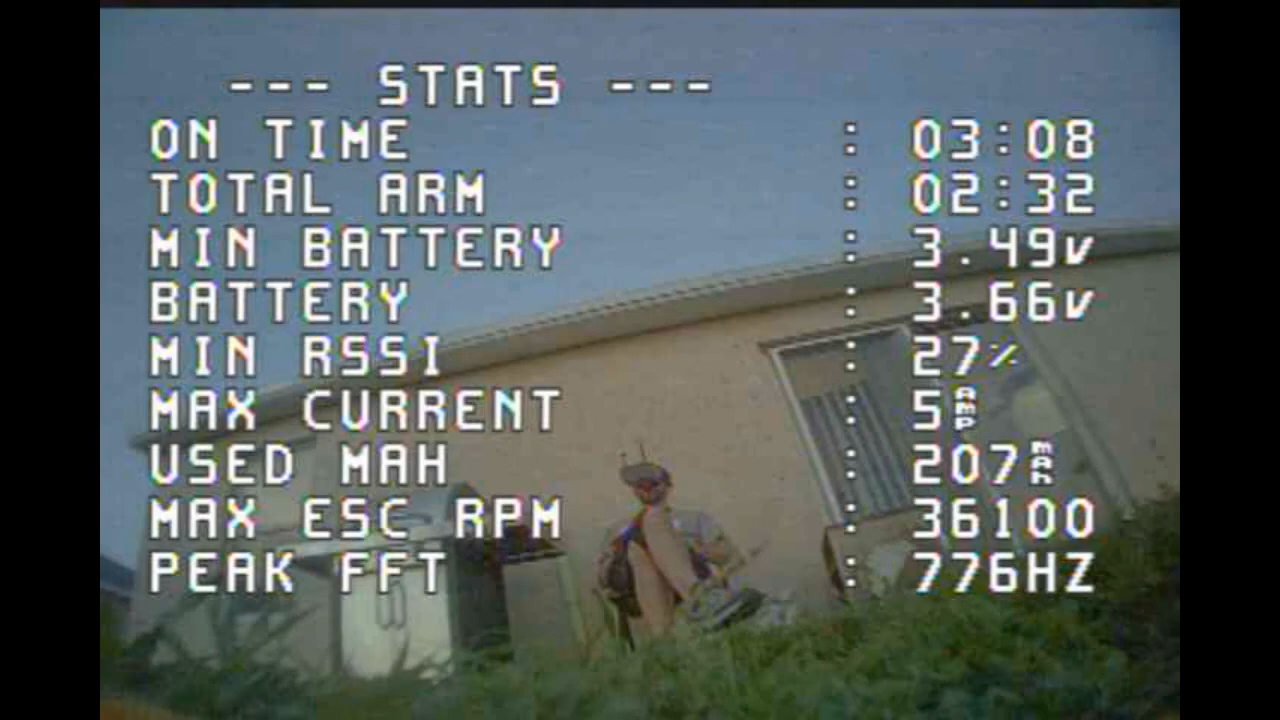 --- STATS ---
ON TIME : 03:08
TOTAL ARM : 02:32
MIN BATTERY : 3.49V
BATTERY : 3.66V
MIN RSSI : 27%
MAX CURRENT : 5AMP
USED MAH : 207mAh
MAX ESC RPM : 36100
PEAK FFT : 776HZ